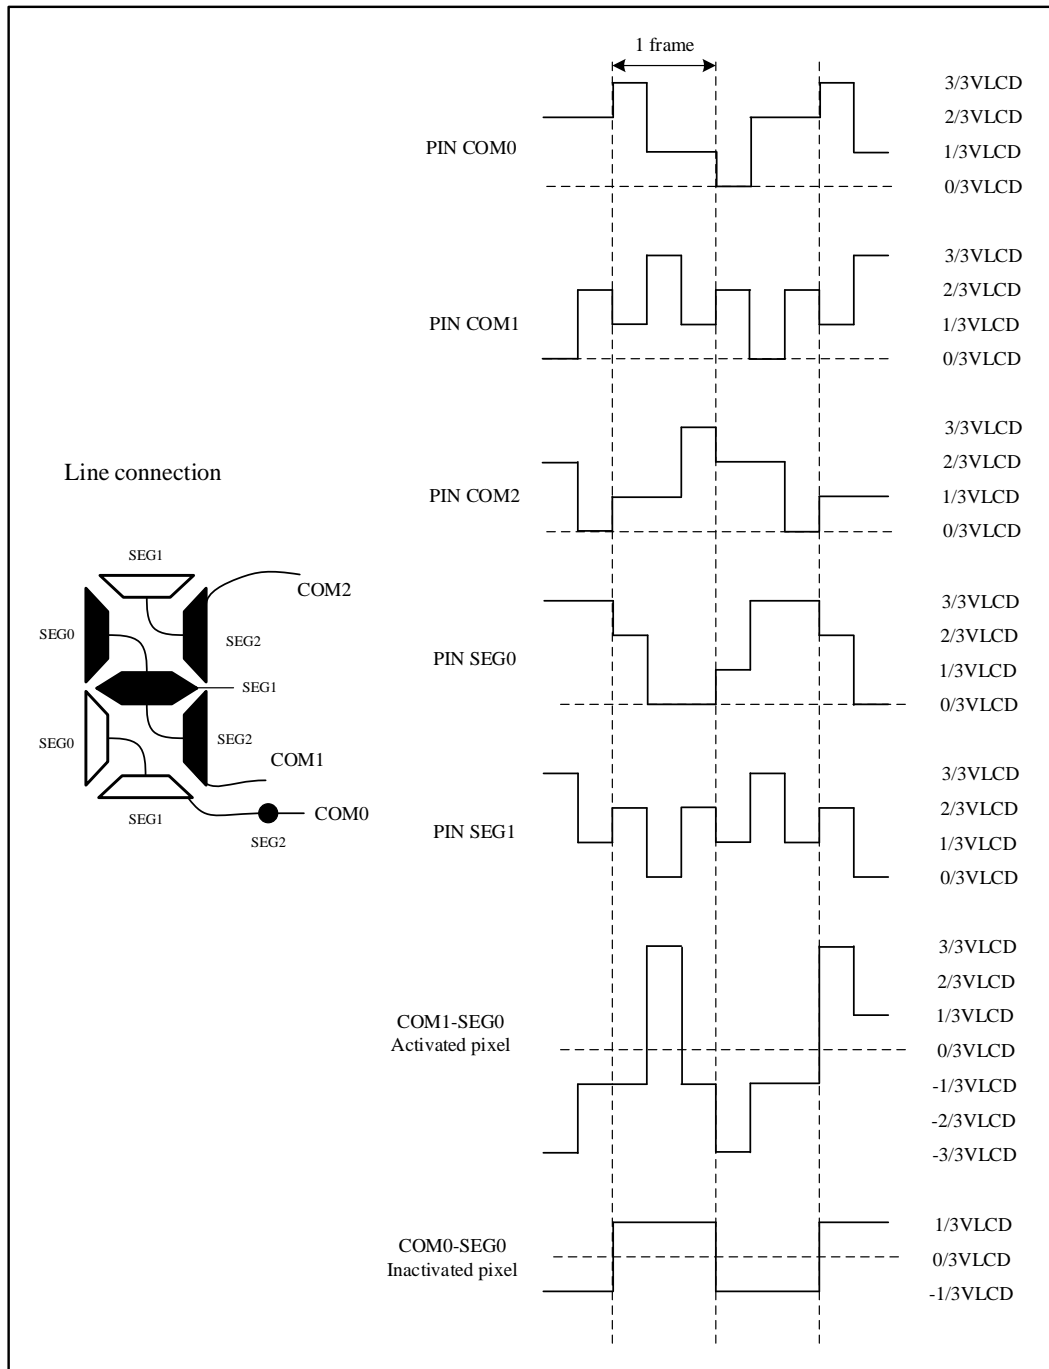 1 frame
PIN COM0
3/3VLCD
2/3VLCD
1/3VLCD
0/3VLCD
PIN COM1
3/3VLCD
2/3VLCD
1/3VLCD
0/3VLCD
PIN COM2
3/3VLCD
2/3VLCD
1/3VLCD
0/3VLCD
Line connection
SEG1
COM2
SEG0
SEG2
SEG1
SEG0
SEG2
COM1
SEG1
COM0
SEG2
PIN SEG0
3/3VLCD
2/3VLCD
1/3VLCD
0/3VLCD
PIN SEG1
3/3VLCD
2/3VLCD
1/3VLCD
0/3VLCD
COM1-SEG0
Activated pixel
3/3VLCD
2/3VLCD
1/3VLCD
0/3VLCD
-1/3VLCD
-2/3VLCD
-3/3VLCD
COM0-SEG0
Inactivated pixel
1/3VLCD
0/3VLCD
-1/3VLCD